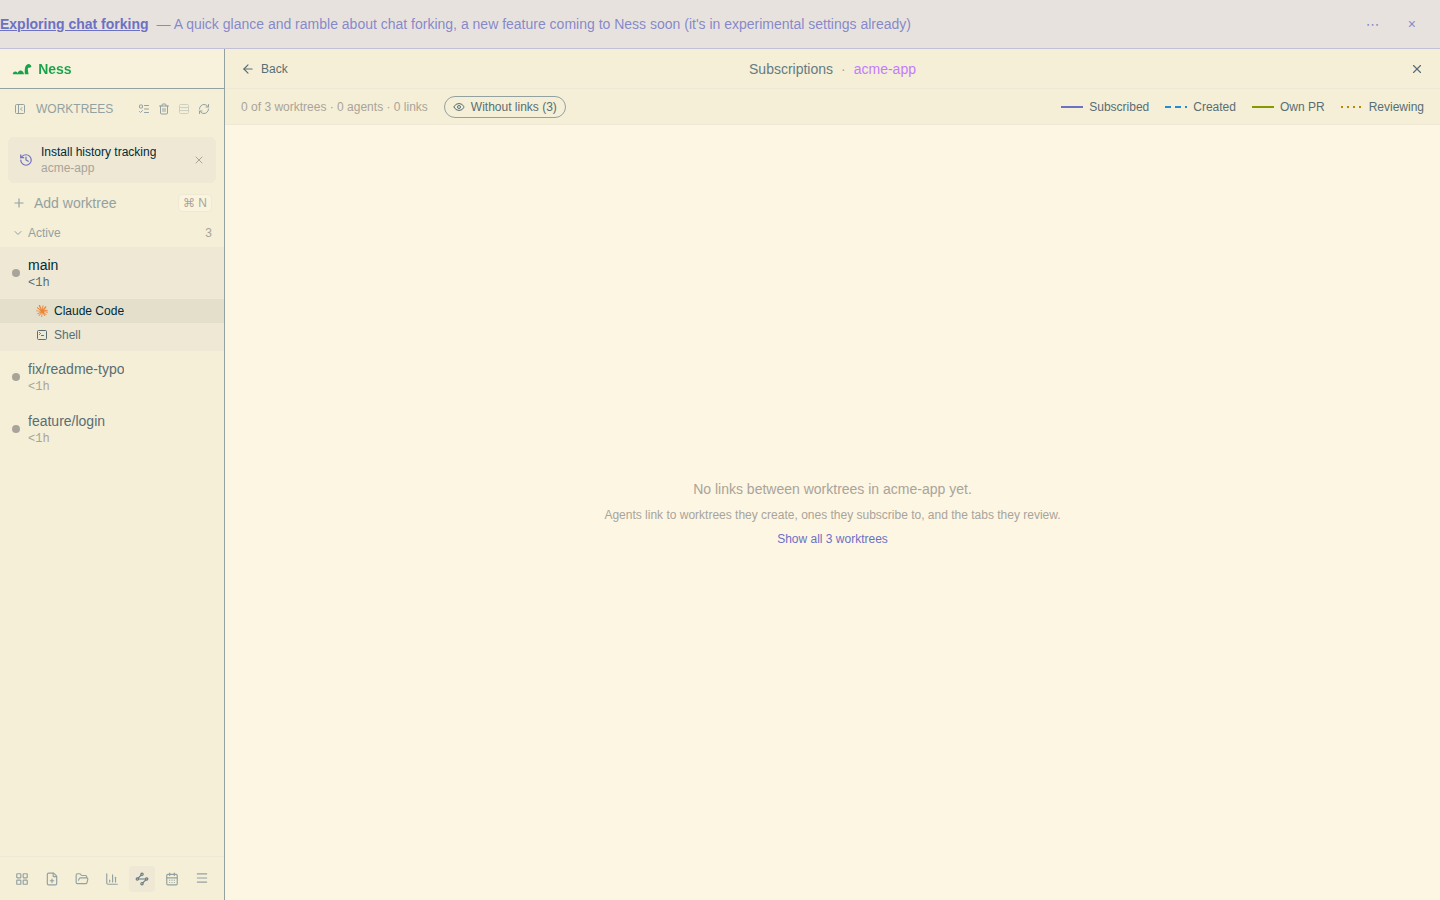 Exploring chat forking — A quick glance and ramble about chat forking, a new feature coming to Ness soon (it's in experimental settings already)
Ness
Back
Subscriptions · acme-app
WORKTREES
0 of 3 worktrees · 0 agents · 0 links
Without links (3)
Subscribed
Created
Own PR
Reviewing
Install history tracking
acme-app
Add worktree
⌘ N
Active
3
main
<1h
Claude Code
Shell
fix/readme-typo
<1h
feature/login
<1h
No links between worktrees in acme-app yet.
Agents link to worktrees they create, ones they subscribe to, and the tabs they review.
Show all 3 worktrees